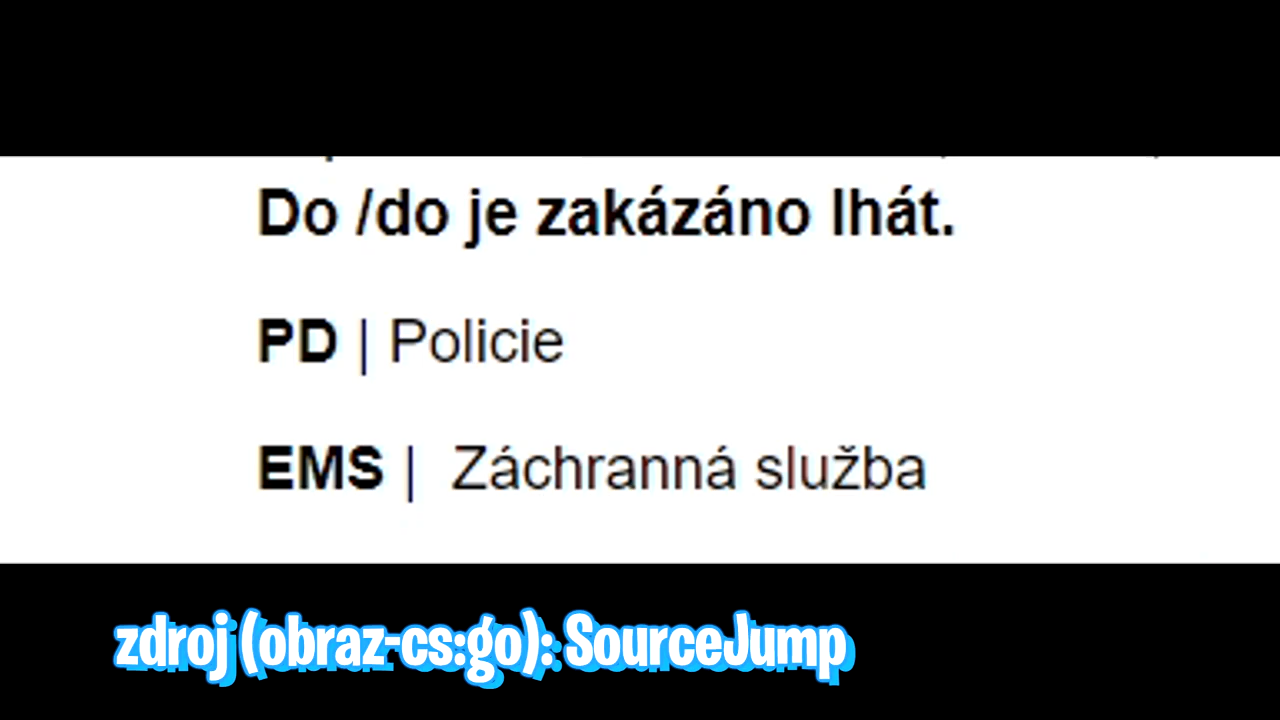 Do /do je zakázáno lhát.
PD | Policie
EMS | Záchranná služba
zdroj (obraz-cs:go): SourceJump